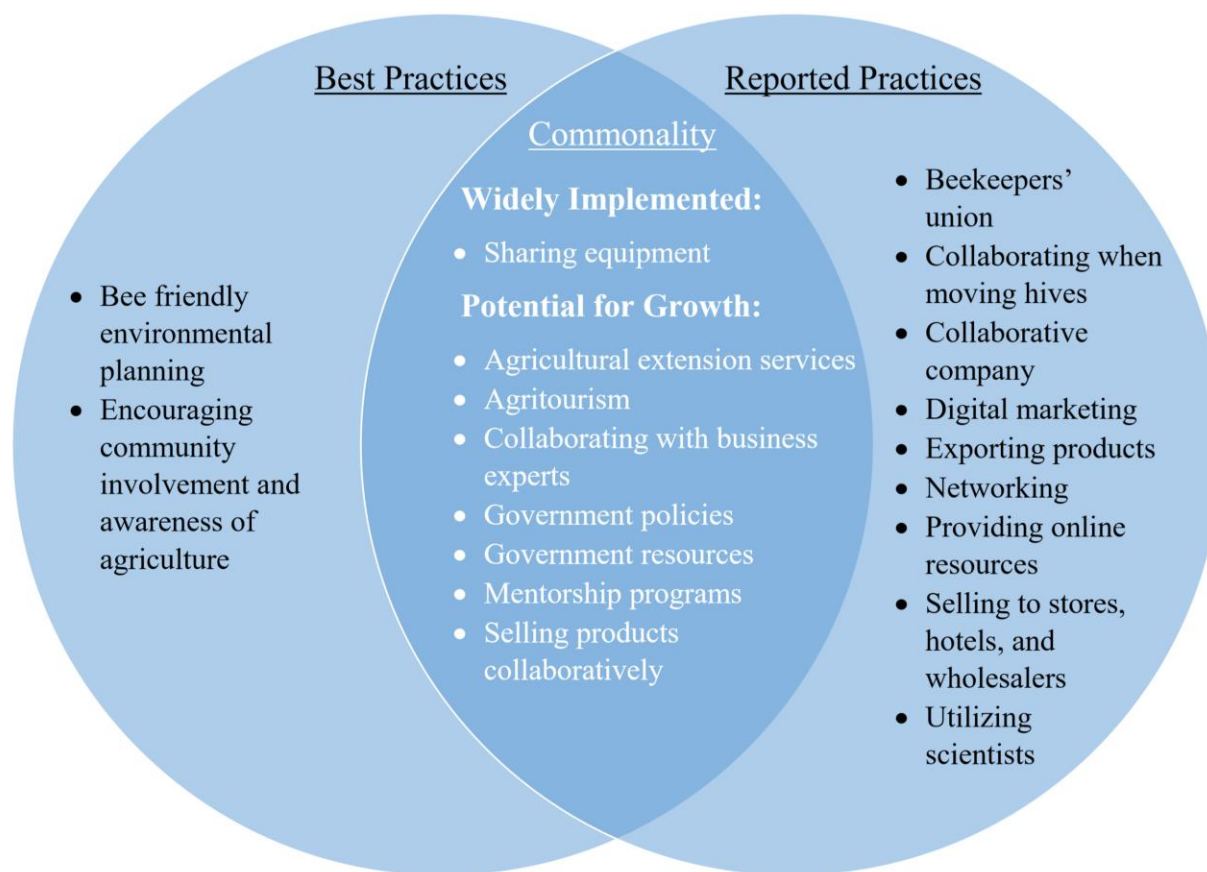 Best Practices
• Bee friendly
environmental
planning
• Encouraging
community
involvement and
awareness of
agriculture
Commonality
Widely Implemented:
• Sharing equipment
Potential for Growth:
• Agricultural extension services
• Agritourism
• Collaborating with business
experts
• Government policies
• Government resources
• Mentorship programs
• Selling products
collaboratively
Reported Practices
• Beekeepers’
union
• Collaborating when
moving hives
• Collaborative
company
• Digital marketing
• Exporting products
• Networking
• Providing online
resources
• Selling to stores,
hotels, and
wholesalers
• Utilizing
scientists